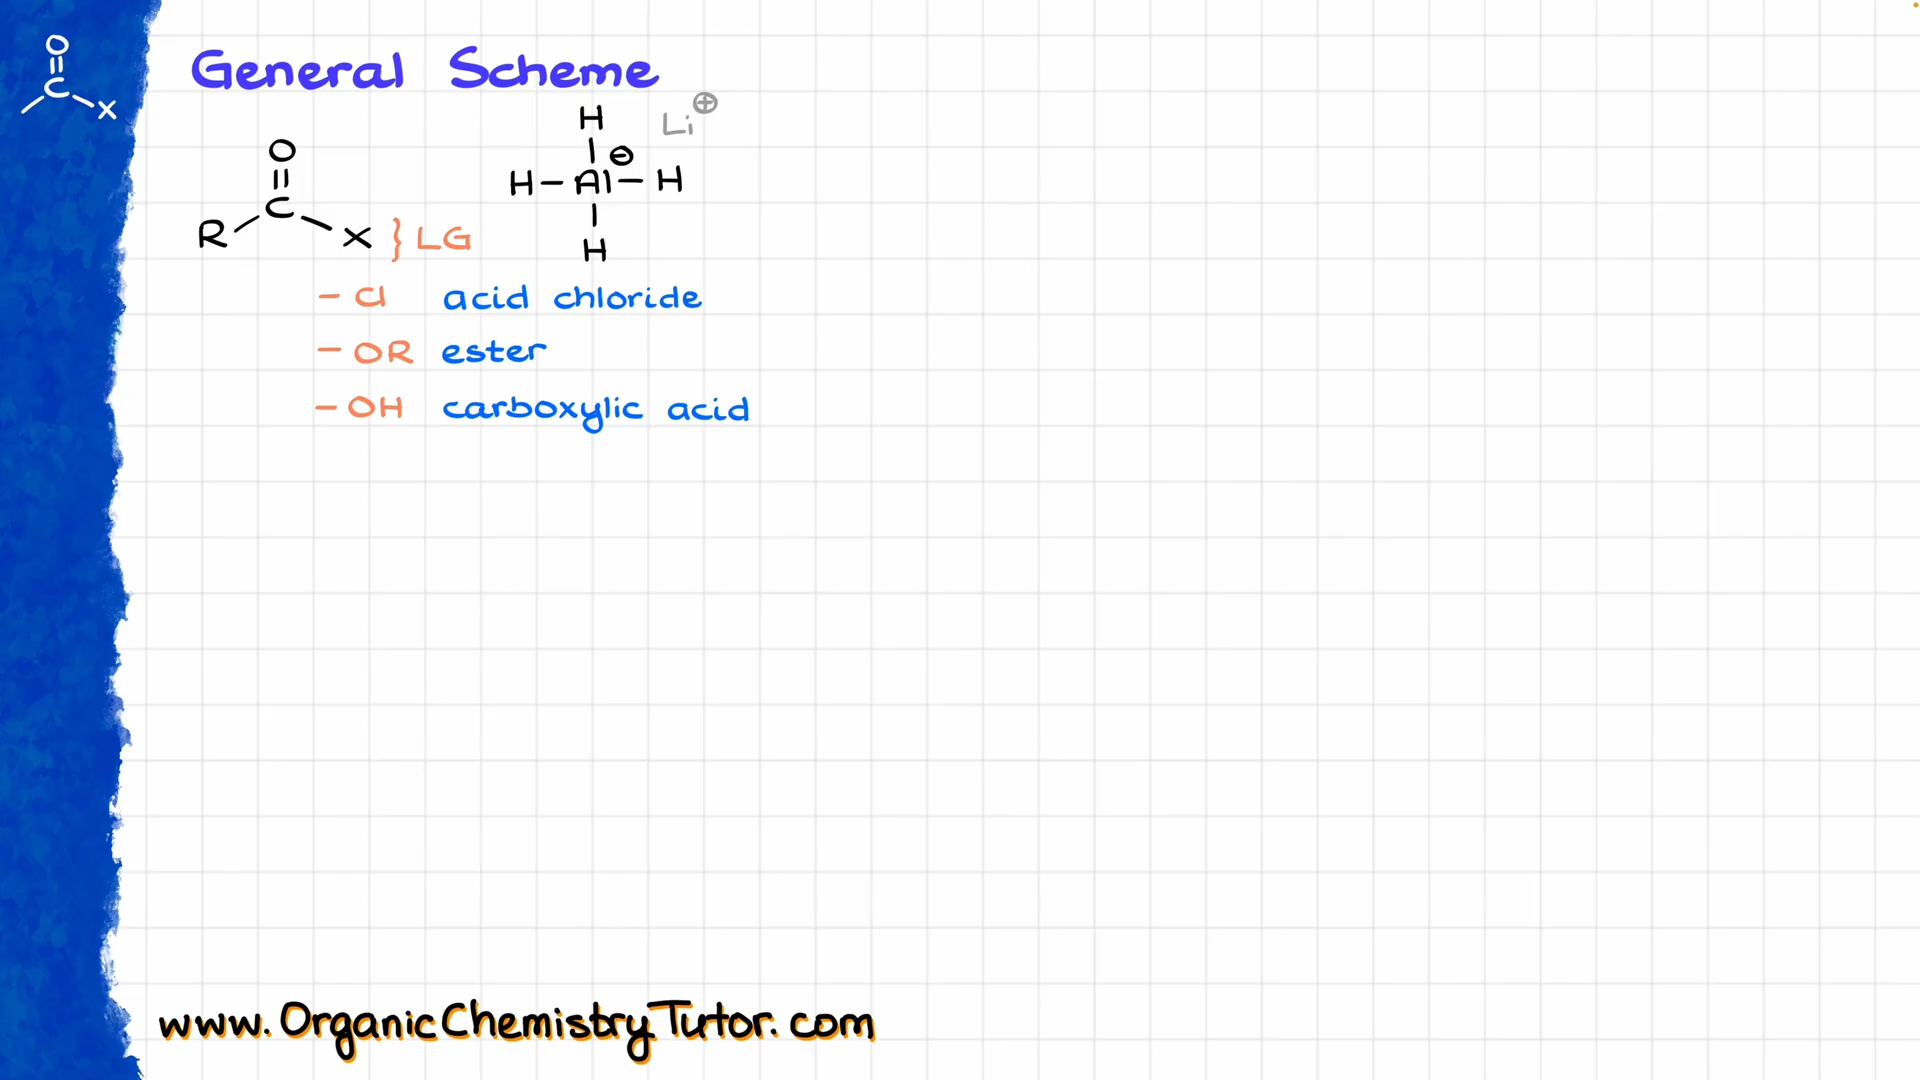 O
C
X
General Scheme
H
Li ⊕
O
⊖
H – Al – H
C
R
X } LG
H
– Cl acid chloride
– OR ester
– OH carboxylic acid
www.OrganicChemistryTutor.com